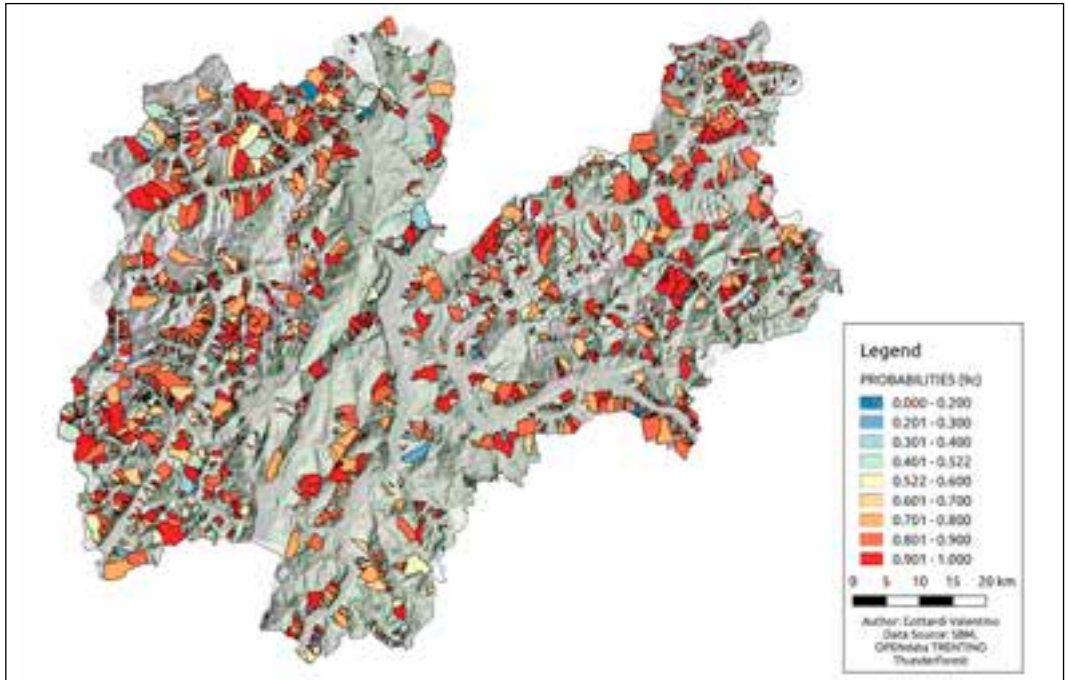 Legend
PROBABILITIES (%)
0.000 - 0.200
0.201 - 0.300
0.301 - 0.400
0.401 - 0.522
0.522 - 0.600
0.601 - 0.700
0.701 - 0.800
0.801 - 0.900
0.901 - 1.000
0 5 10 15 20 km
Author: Gottardi Valentino
Data Source: SBM,
TRENTINO
Thunderforest